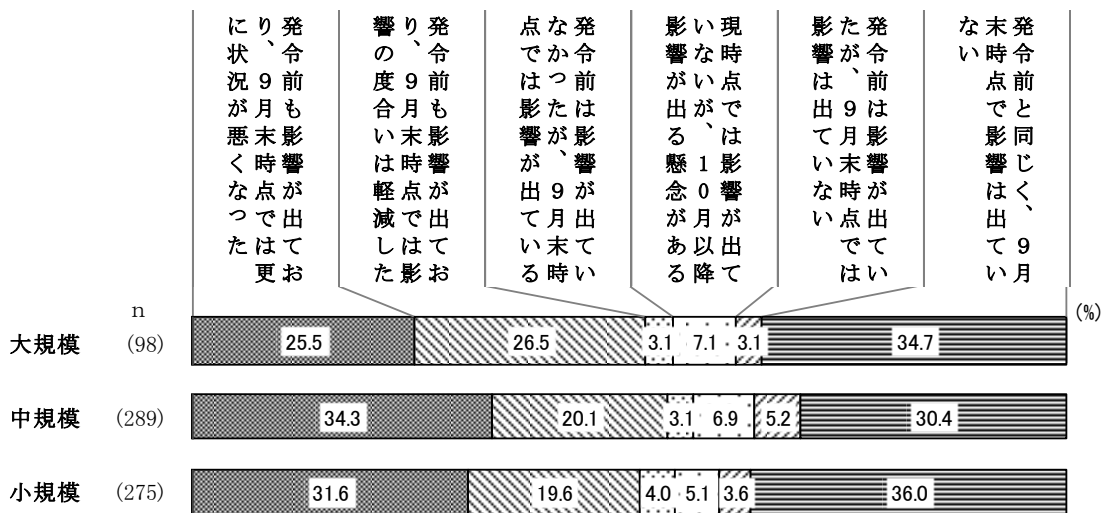 発令前も影響が出てお
り、９月末時点では更
に状況が悪くなった
発令前も影響が出てお
り、９月末時点では影
響の度合いは軽減した
発令前は影響が出てい
なかったが、９月末時
点では影響が出ている
現時点では影響が出て
いないが、１０月以降
影響が出る懸念がある
発令前は影響が出てい
たが、９月末時点では
影響は出ていない
発令前と同じく、９月
末時点で影響は出てい
ない
n
(%)
大規模 (98) 25.5 26.5 3.1 7.1 3.1 34.7
中規模 (289) 34.3 20.1 3.1 6.9 5.2 30.4
小規模 (275) 31.6 19.6 4.0 5.1 3.6 36.0